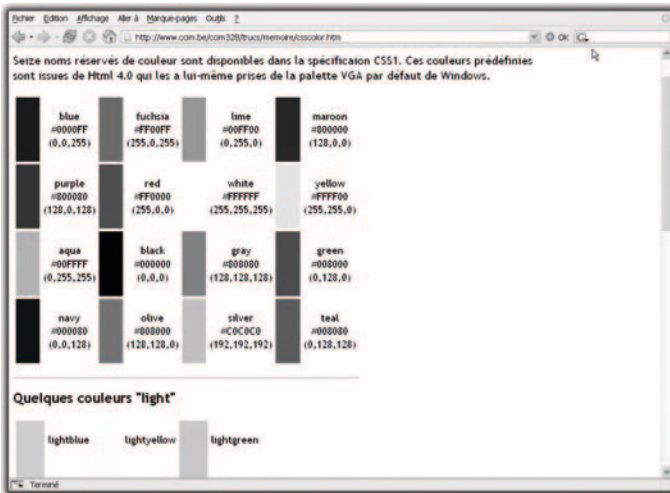 Fichier Edition Affichage Aller à Marque-pages Outils ?
http://www.ccim.be/ccim328/trucs/memoire/csscolor.htm OK
Seize noms réservés de couleur sont disponibles dans la spécificaion CSS1. Ces couleurs prédéfinies
sont issues de Html 4.0 qui les a lui-même prises de la palette VGA par défaut de Windows.
blue fuchsia lime maroon
#0000FF #FF00FF #00FF00 #800000
(0,0,255) (255,0,255) (0,255,0) (128,0,0)
purple red white yellow
#800080 #FF0000 #FFFFFF #FFFF00
(128,0,128) (255,0,0) (255,255,255) (255,255,0)
aqua black gray green
#00FFFF #000000 #808080 #008000
(0,255,255) (0,0,0) (128,128,128) (0,128,0)
navy olive silver teal
#000080 #808000 #C0C0C0 #008080
(0,0,128) (128,128,0) (192,192,192) (0,128,128)
Quelques couleurs "light"
lightblue lightyellow lightgreen
Terminé